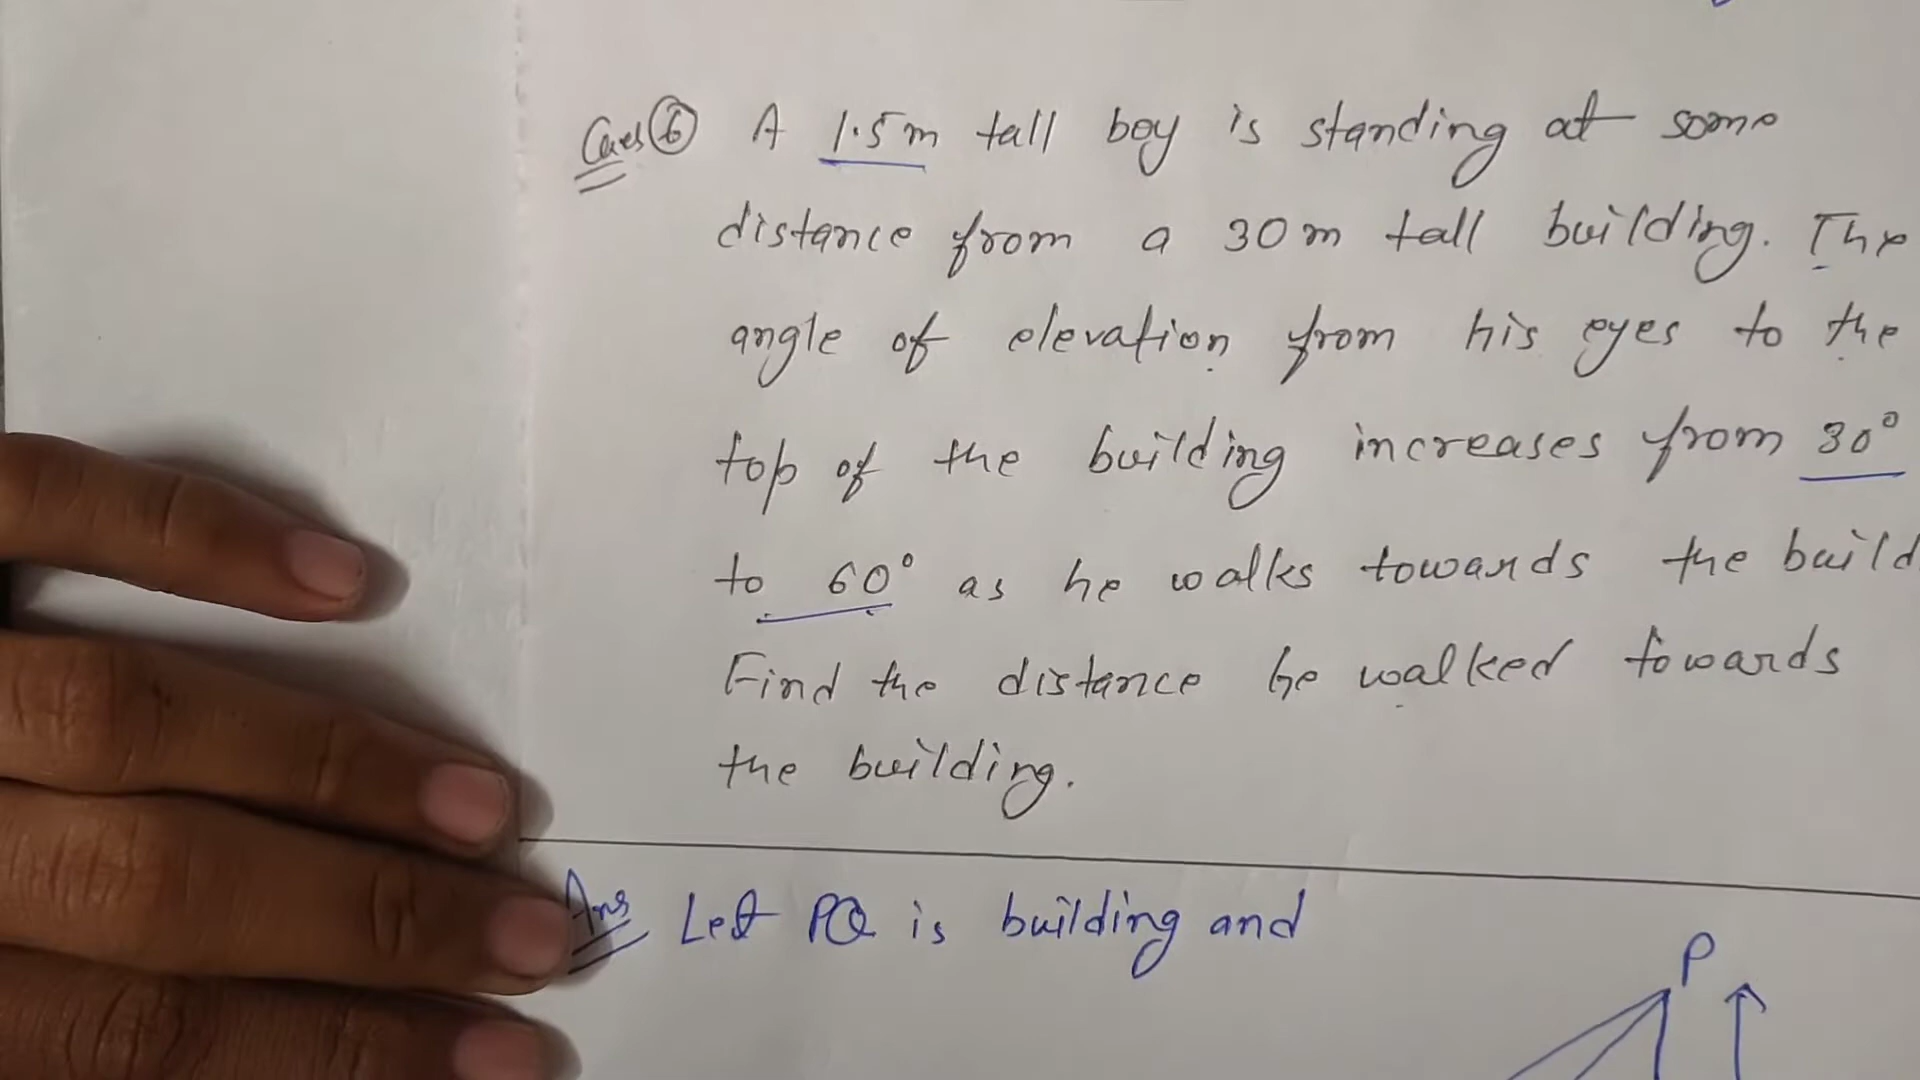 Ques ⑥ A 1.5m tall boy is standing at some
distance from a 30m tall building. The
angle of elevation from his eyes to the
top of the building increases from 30°
to 60° as he walks towards the build
Find the distance he walked towards
the building.
Ans Let PQ is building and
P